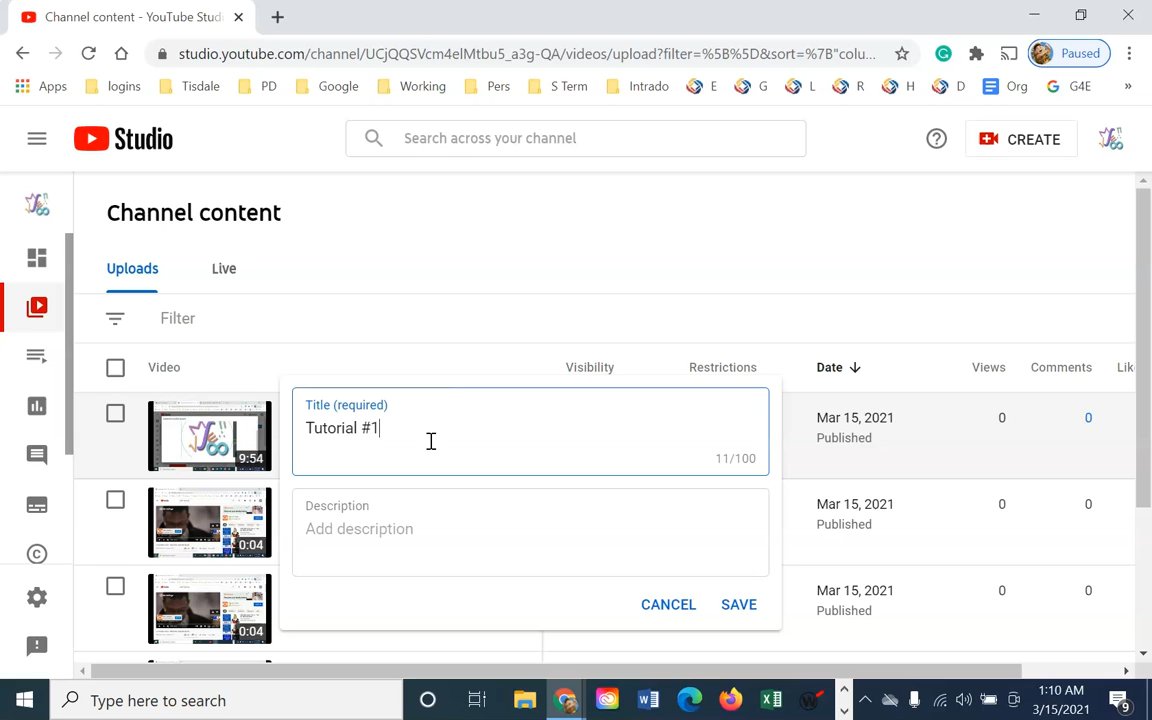 Channel content - YouTube Stud
studio.youtube.com/channel/UCjQQSVcm4elMtbu5_a3g-QA/videos/upload?filter=%5B%5D&sort=%7B"colu...
Paused
Apps logins Tisdale PD Google Working Pers S Term Intrado E G L R H D Org G4E »
Studio
Search across your channel
CREATE
Channel content
Uploads Live
Filter
Video Visibility Restrictions Date Views Comments Lik
Title (required)
Tutorial #1
11/100
Description
Add description
CANCEL SAVE
9:54
Mar 15, 2021 0 0
Published
0:04
Mar 15, 2021 0 0
Published
0:04
Mar 15, 2021 0 0
Published
Type here to search
1:10 AM
3/15/2021
9